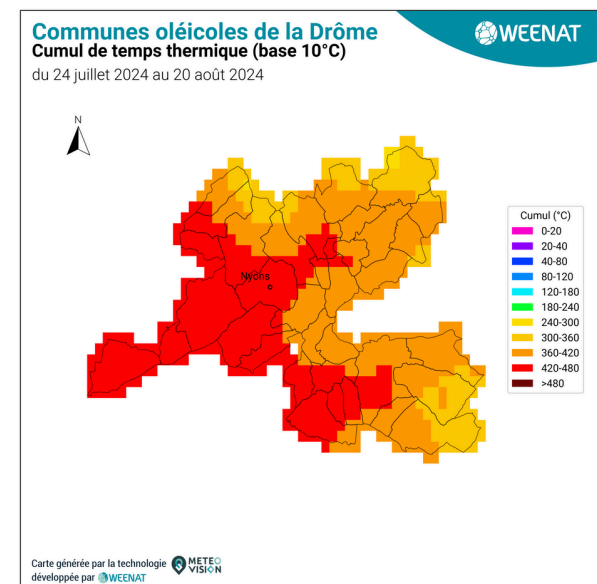 Communes oléicoles de la Drôme
Cumul de temps thermique (base 10°C)
du 24 juillet 2024 au 20 août 2024
WEENAT
N
Nyons
Cumul (°C)
0-20
20-40
40-80
80-120
120-180
180-240
240-300
300-360
360-420
420-480
>480
Carte générée par la technologie METEO VISION
développée par WEENAT